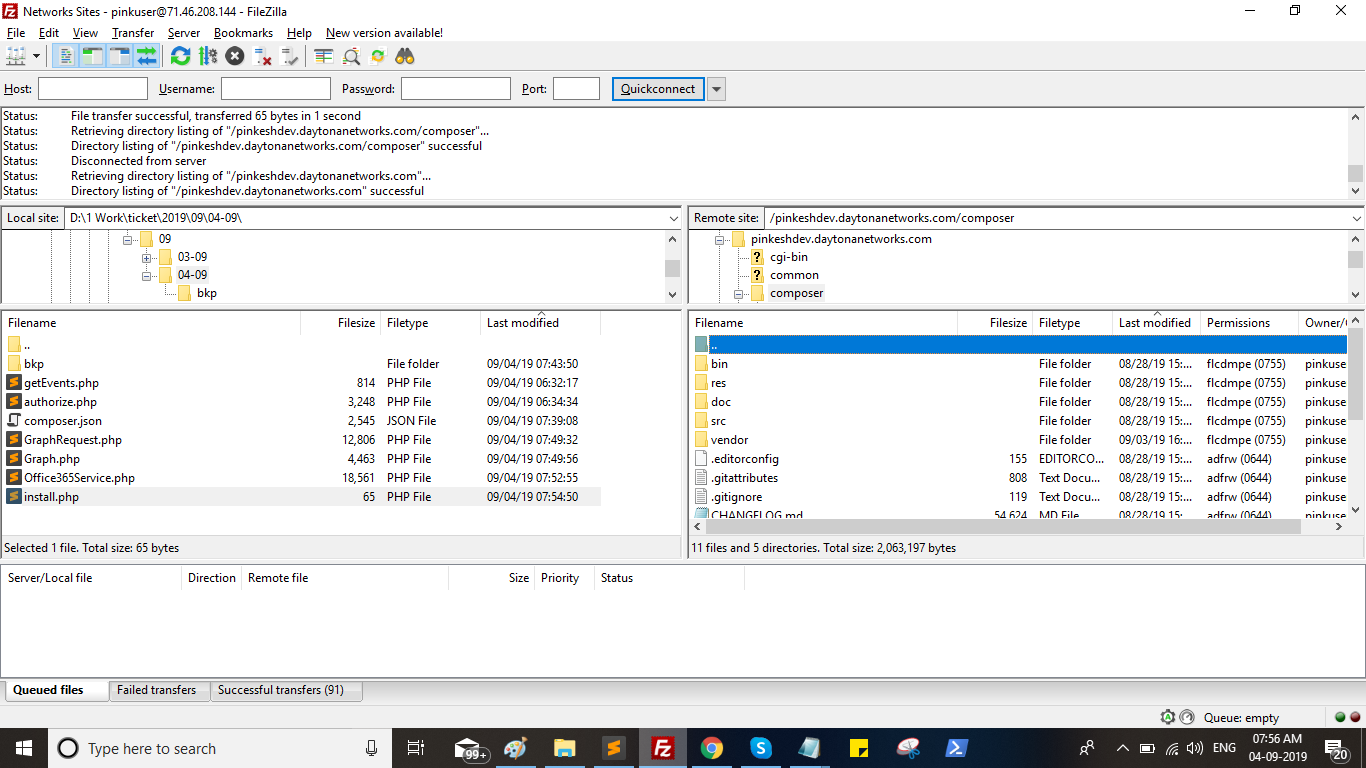 Networks Sites - pinkuser@71.46.208.144 - FileZilla
File Edit View Transfer Server Bookmarks Help New version available!
Host: Username: Password: Port: Quickconnect
Status: File transfer successful, transferred 65 bytes in 1 second
Status: Retrieving directory listing of "/pinkeshdev.daytonanetworks.com/composer"...
Status: Directory listing of "/pinkeshdev.daytonanetworks.com/composer" successful
Status: Disconnected from server
Status: Retrieving directory listing of "/pinkeshdev.daytonanetworks.com"...
Status: Directory listing of "/pinkeshdev.daytonanetworks.com" successful
Local site: D:\1 Work\ticket\2019\09\04-09\
09
03-09
04-09
bkp
Filename Filesize Filetype Last modified
..
bkp File folder 09/04/19 07:43:50
getEvents.php 814 PHP File 09/04/19 06:32:17
authorize.php 3,248 PHP File 09/04/19 06:34:34
composer.json 2,545 JSON File 09/04/19 07:39:08
GraphRequest.php 12,806 PHP File 09/04/19 07:49:32
Graph.php 4,463 PHP File 09/04/19 07:49:56
Office365Service.php 18,561 PHP File 09/04/19 07:52:55
install.php 65 PHP File 09/04/19 07:54:50
Selected 1 file. Total size: 65 bytes
Remote site: /pinkeshdev.daytonanetworks.com/composer
pinkeshdev.daytonanetworks.com
? cgi-bin
? common
composer
Filename Filesize Filetype Last modified Permissions Owner/
..
bin File folder 08/28/19 15:... flcdmpe (0755) pinkuse
res File folder 08/28/19 15:... flcdmpe (0755) pinkuse
doc File folder 08/28/19 15:... flcdmpe (0755) pinkuse
src File folder 08/28/19 15:... flcdmpe (0755) pinkuse
vendor File folder 09/03/19 16:... flcdmpe (0755) pinkuse
.editorconfig 155 EDITORCO... 08/28/19 15:... adfrw (0644) pinkuse
.gitattributes 808 Text Docu... 08/28/19 15:... adfrw (0644) pinkuse
.gitignore 119 Text Docu... 08/28/19 15:... adfrw (0644) pinkuse
CHANGELOG.md 54,624 MD File 08/28/19 15:... adfrw (0644) pinkuse
11 files and 5 directories. Total size: 2,063,197 bytes
Server/Local file Direction Remote file Size Priority Status
Queued files Failed transfers Successful transfers (91)
Queue: empty
Type here to search
99+
ENG
07:56 AM
04-09-2019
20